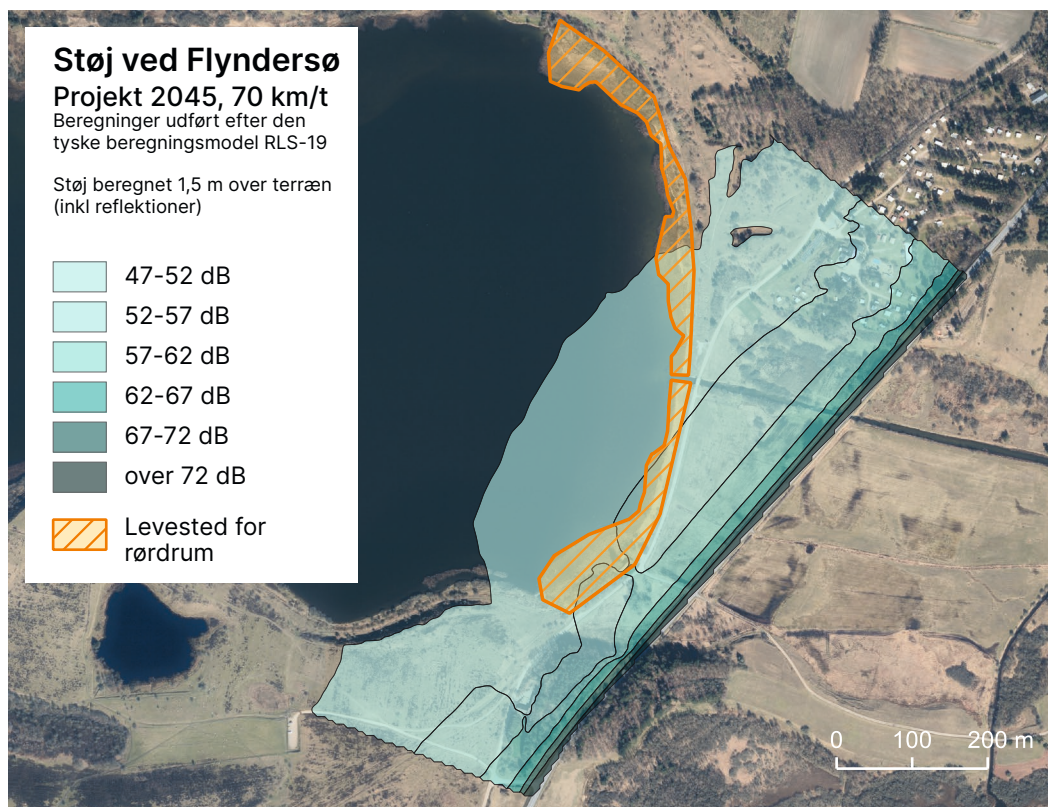 Støj ved Flyndersø
Projekt 2045, 70 km/t
Beregninger udført efter den
tyske beregningsmodel RLS-19
Støj beregnet 1,5 m over terræn
(inkl reflektioner)
47-52 dB
52-57 dB
57-62 dB
62-67 dB
67-72 dB
over 72 dB
Levested for
rørdrum
0 100 200 m